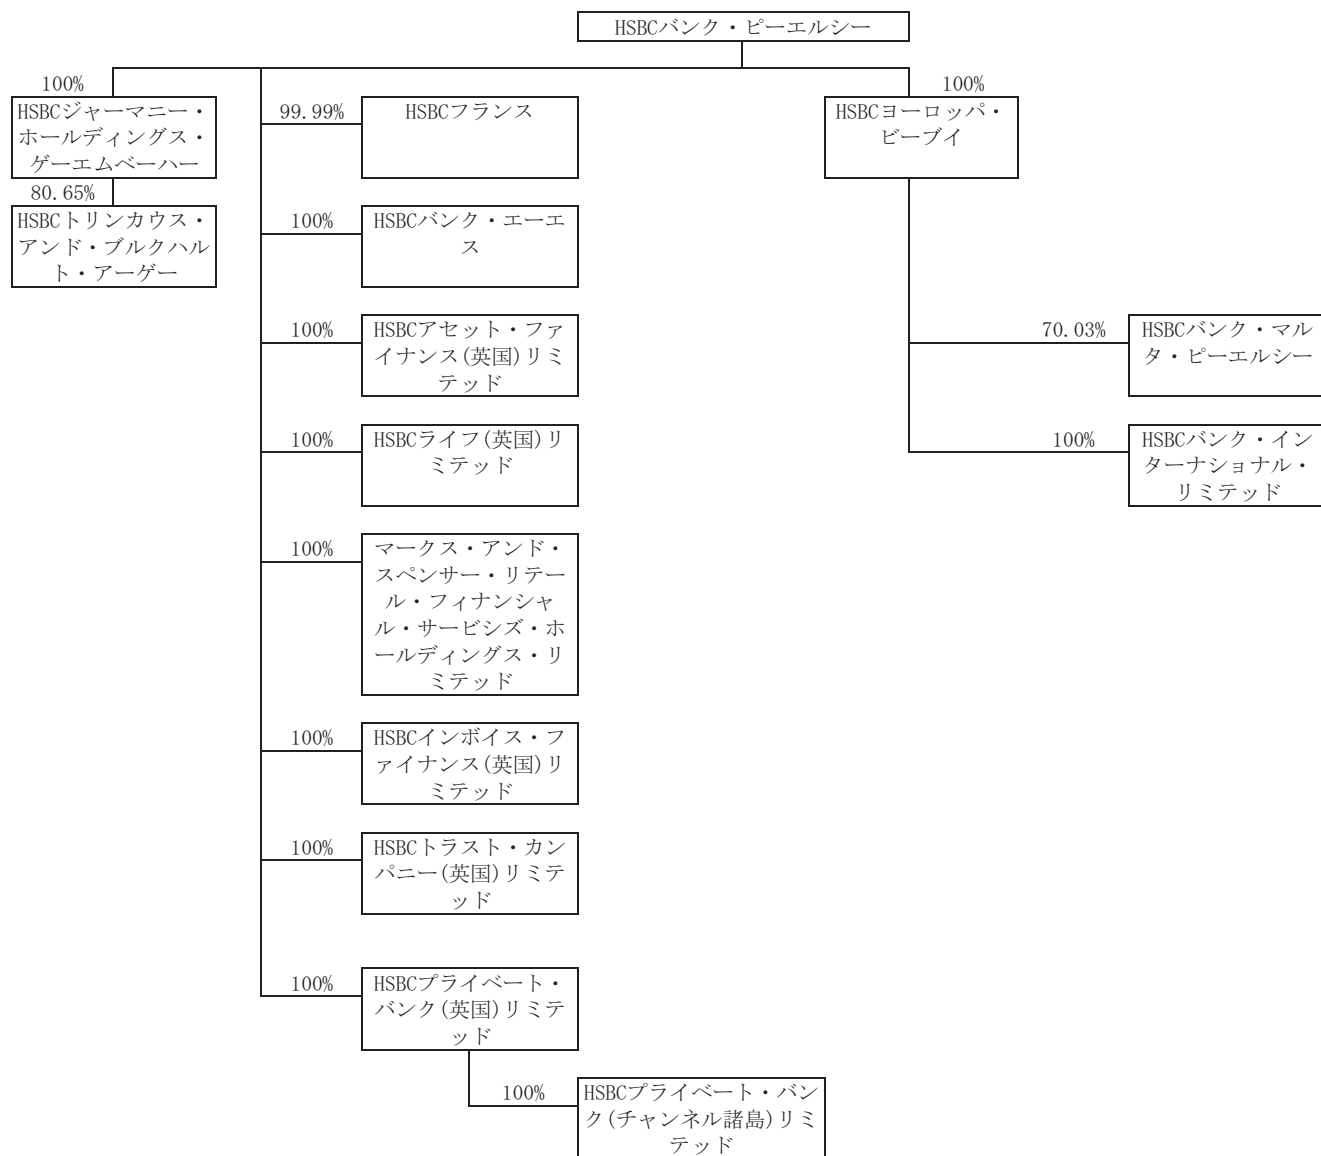 HSBCバンク・ピーエルシー
100%
HSBCジャーマニー・
ホールディングス・
ゲーエムベーハー
80.65%
HSBCトリンカウス・
アンド・ブルクハル
ト・アーゲー
99.99%
HSBCフランス
100%
HSBCバンク・エーエ
ス
100%
HSBCアセット・ファ
イナンス(英国)リミ
テッド
100%
HSBCライフ(英国)リ
ミテッド
100%
マークス・アンド・
スペンサー・リテー
ル・フィナンシャ
ル・サービシズ・ホ
ールディングス・リ
ミテッド
100%
HSBCインボイス・フ
ァイナンス(英国)リ
ミテッド
100%
HSBCトラスト・カン
パニー(英国)リミテ
ッド
100%
HSBCプライベート・
バンク(英国)リミテ
ッド
100%
HSBCプライベート・バン
ク(チャンネル諸島)リミ
テッド
100%
HSBCヨーロッパ・
ビーブイ
70.03%
HSBCバンク・マル
タ・ピーエルシー
100%
HSBCバンク・イン
ターナショナル・
リミテッド